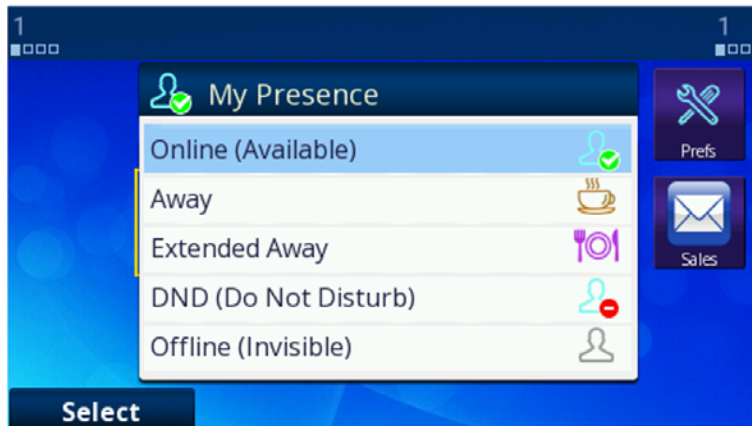 1 1
My Presence
Online (Available)
Prefs
Away
Extended Away
Sales
DND (Do Not Disturb)
Offline (Invisible)
Select